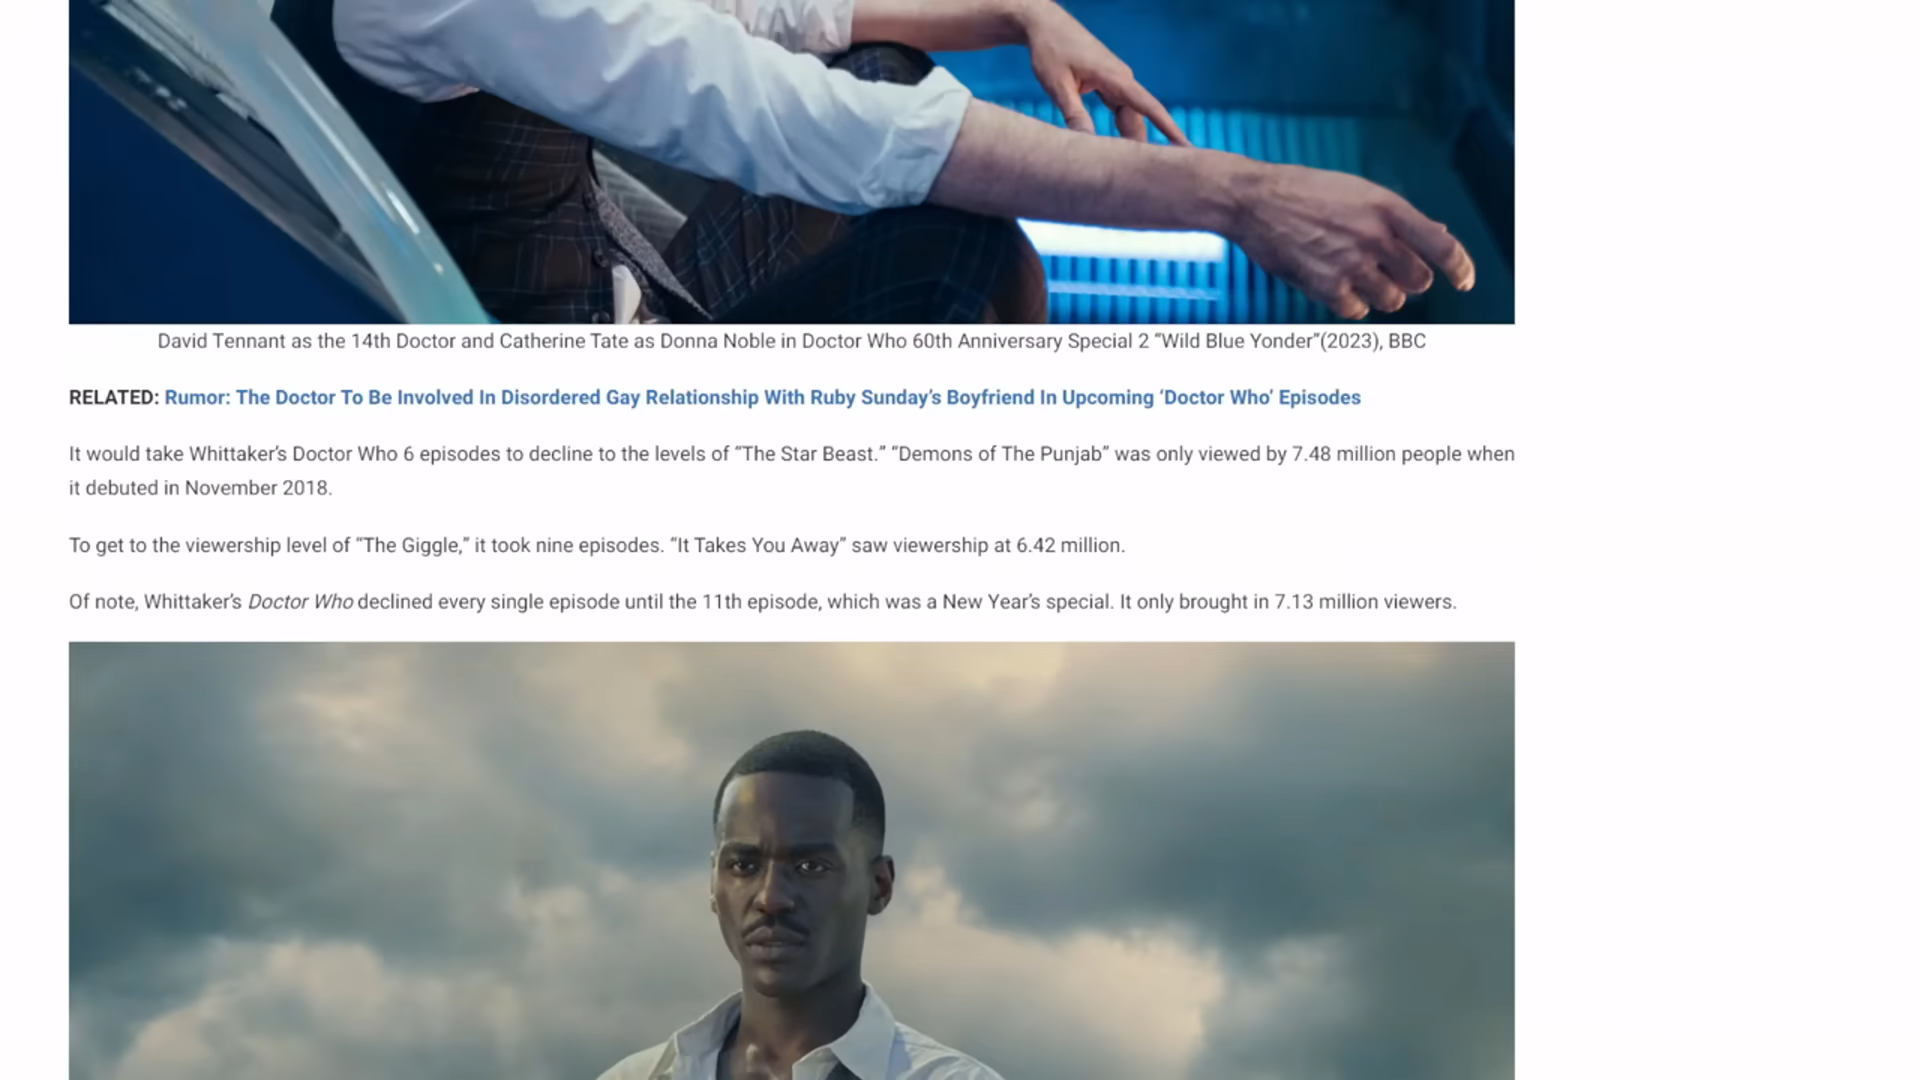 David Tennant as the 14th Doctor and Catherine Tate as Donna Noble in Doctor Who 60th Anniversary Special 2 “Wild Blue Yonder”(2023), BBC
RELATED: Rumor: The Doctor To Be Involved In Disordered Gay Relationship With Ruby Sunday’s Boyfriend In Upcoming ‘Doctor Who’ Episodes
It would take Whittaker’s Doctor Who 6 episodes to decline to the levels of “The Star Beast.” “Demons of The Punjab” was only viewed by 7.48 million people when
it debuted in November 2018.
To get to the viewership level of “The Giggle,” it took nine episodes. “It Takes You Away” saw viewership at 6.42 million.
Of note, Whittaker’s Doctor Who declined every single episode until the 11th episode, which was a New Year’s special. It only brought in 7.13 million viewers.